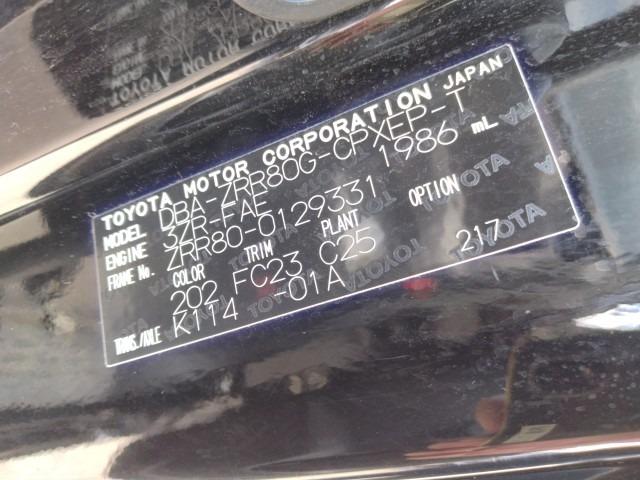 TOYOTA MOTOR CORPORATION JAPAN
MODEL DBA-ZRR80G-CPXEP-T
ENGINE 3ZR-FAE 1986 mL
FRAME No. ZRR80-0129331
COLOR TRIM PLANT OPTION
202 FC23 C25 217
TRANS./AXLE K114 -01A